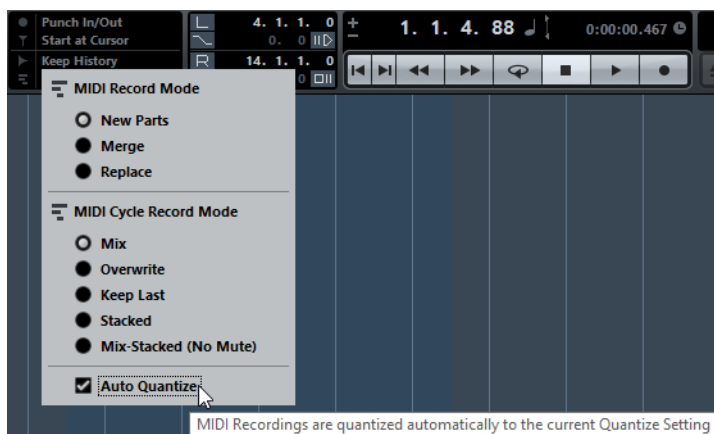 Punch In/Out
Start at Cursor
Keep History
L 4. 1. 1. 0
0. 0
R 14. 1. 1. 0
0
1. 1. 4. 88
0:00:00.467
MIDI Record Mode
New Parts
Merge
Replace
MIDI Cycle Record Mode
Mix
Overwrite
Keep Last
Stacked
Mix-Stacked (No Mute)
Auto Quantize
MIDI Recordings are quantized automatically to the current Quantize Setting